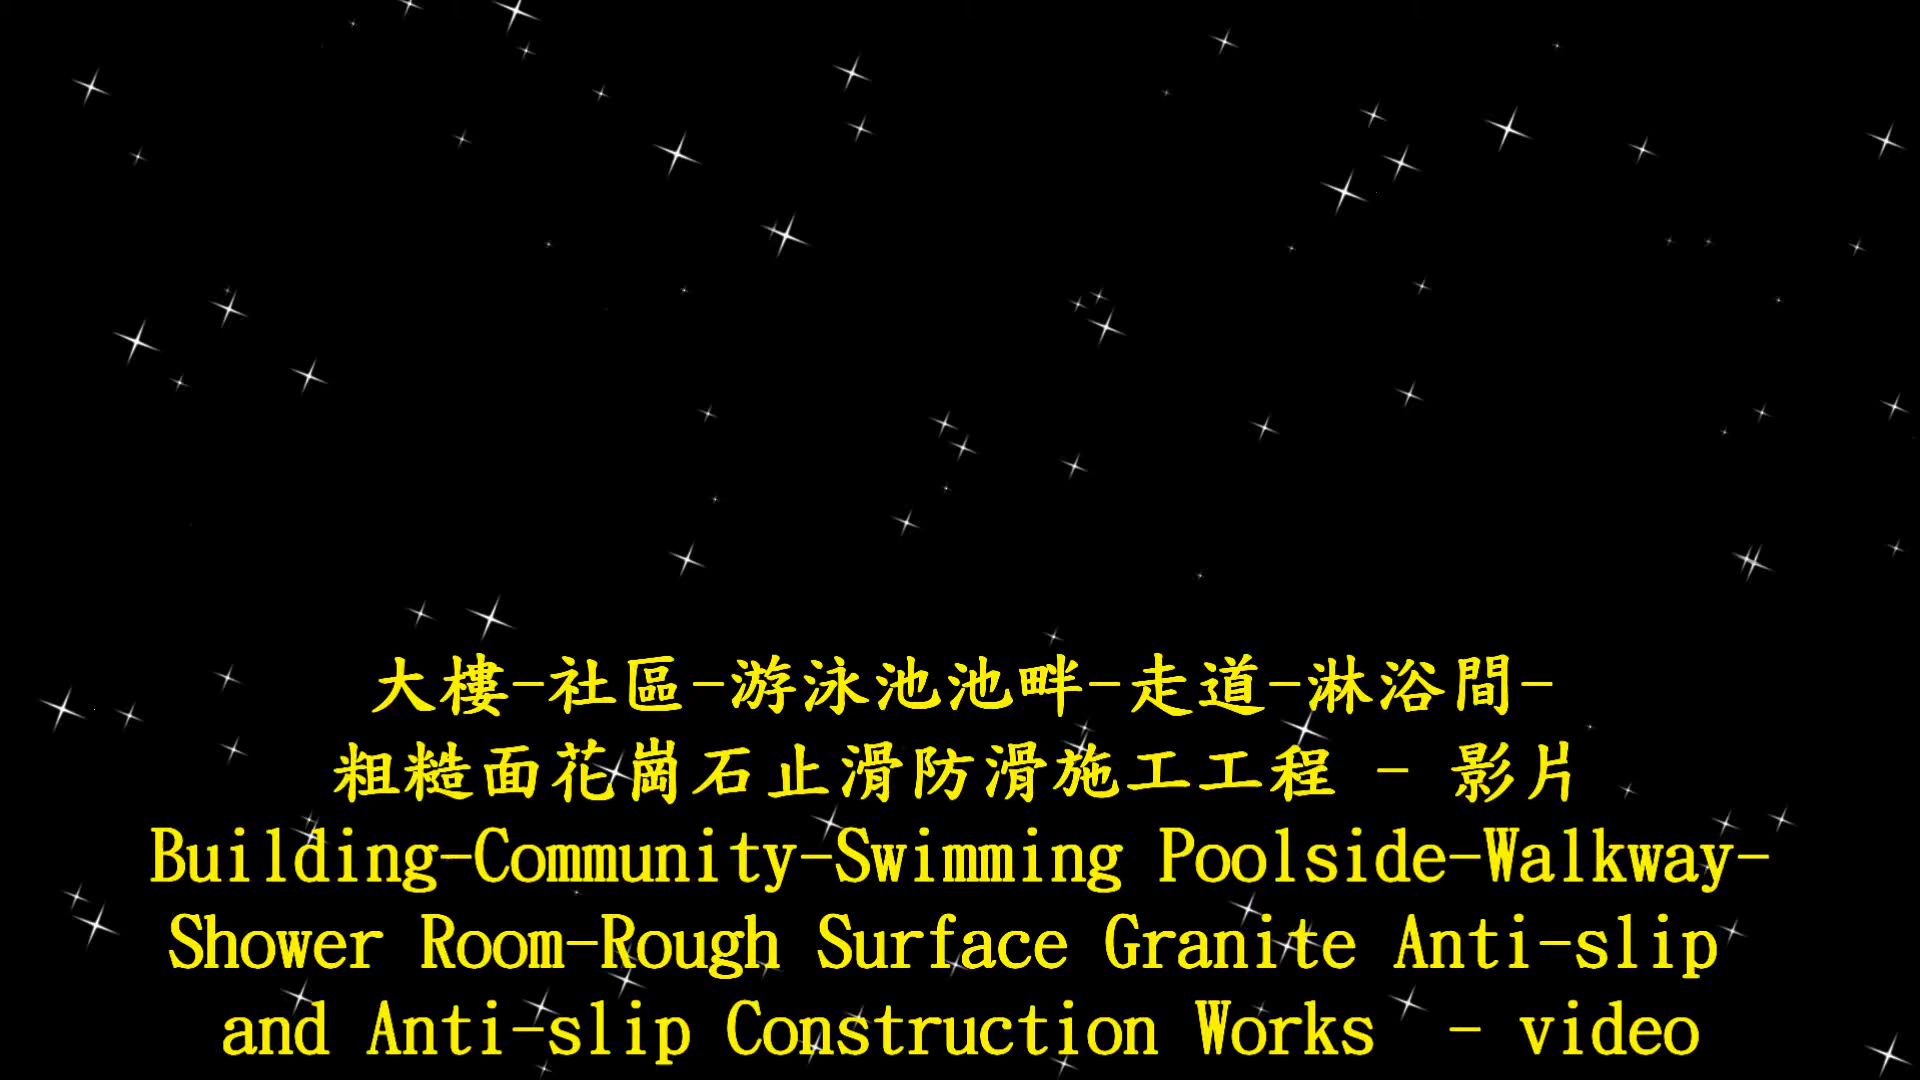 大樓-社區-游泳池池畔-走道-淋浴間-
粗糙面花崗石止滑防滑施工工程 - 影片
Building-Community-Swimming Poolside-Walkway-
Shower Room-Rough Surface Granite Anti-slip
and Anti-slip Construction Works - video